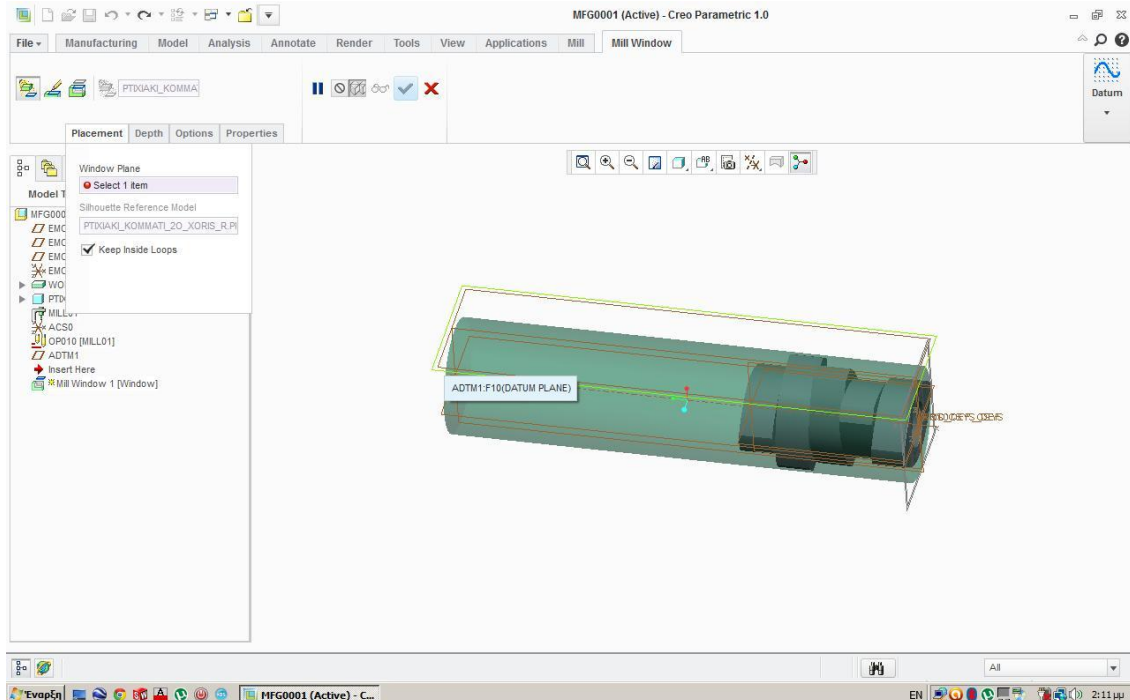 MFG0001 (Active) - Creo Parametric 1.0
File Manufacturing Model Analysis Annotate Render Tools View Applications Mill Mill Window
PTIXIAKI_KOMMA
Datum
Placement Depth Options Properties
Window Plane
Select 1 item
Silhouette Reference Model
PTIXIAKI_KOMMATI_2O_XORIS_R.P
Keep Inside Loops
Model T
MFG000
EMC
EMC
EMC
EMC
WO
PTIX
MILL01
ACS0
OP010 [MILL01]
ADTM1
Insert Here
Mill Window 1 [Window]
ADTM1:F10(DATUM PLANE)
All
Έναρξη
MFG0001 (Active) - C...
EN
2:11 μμ